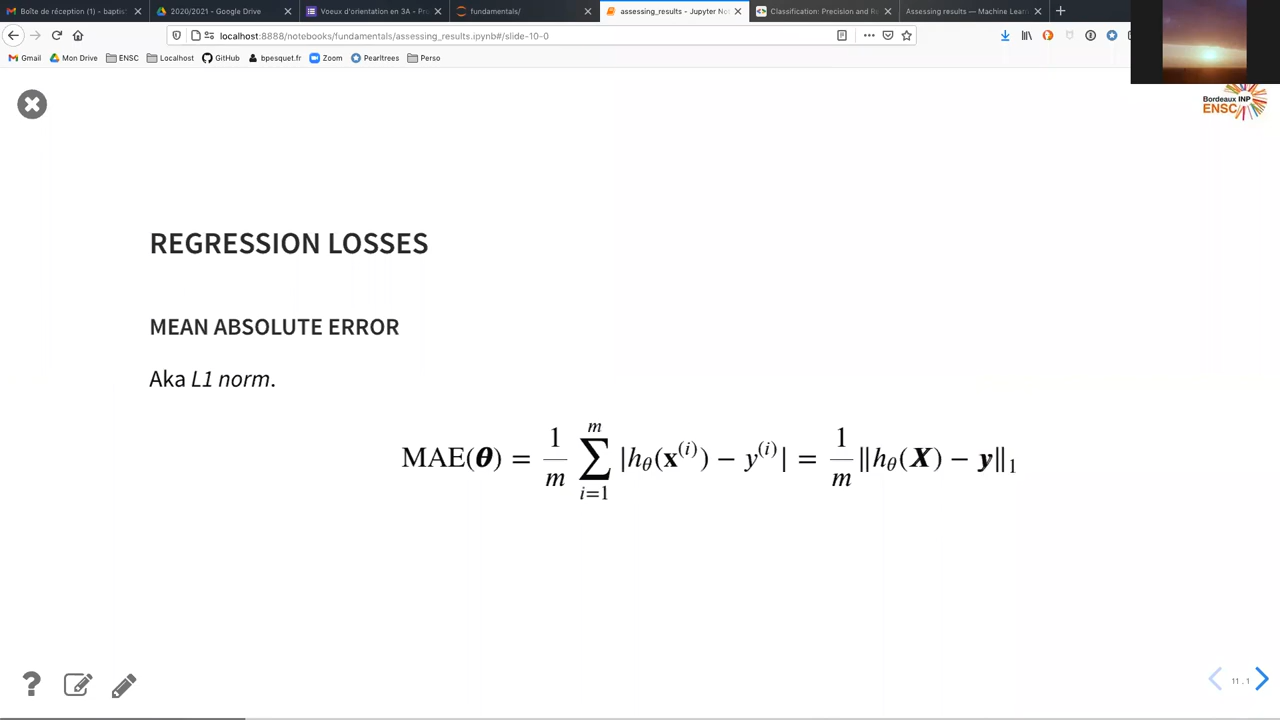 Boîte de réception (1) - baptis
2020/2021 - Google Drive
Voeux d'orientation en 3A - Pr
fundamentals/
assessing_results - Jupyter No
Classification: Precision and Re
Assessing results — Machine Learn
localhost:8888/notebooks/fundamentals/assessing_results.ipynb#/slide-10-0
Gmail
Mon Drive
ENSC
Localhost
GitHub
bpesquet.fr
Zoom
Pearltrees
Perso
Bordeaux INP
ENSC
REGRESSION LOSSES
MEAN ABSOLUTE ERROR
Aka L1 norm.
MAE(θ) = 1/m ∑_{i=1}^{m} |h_θ(x^(i)) − y^(i)| = 1/m ‖h_θ(X) − y‖_1
?
11.1